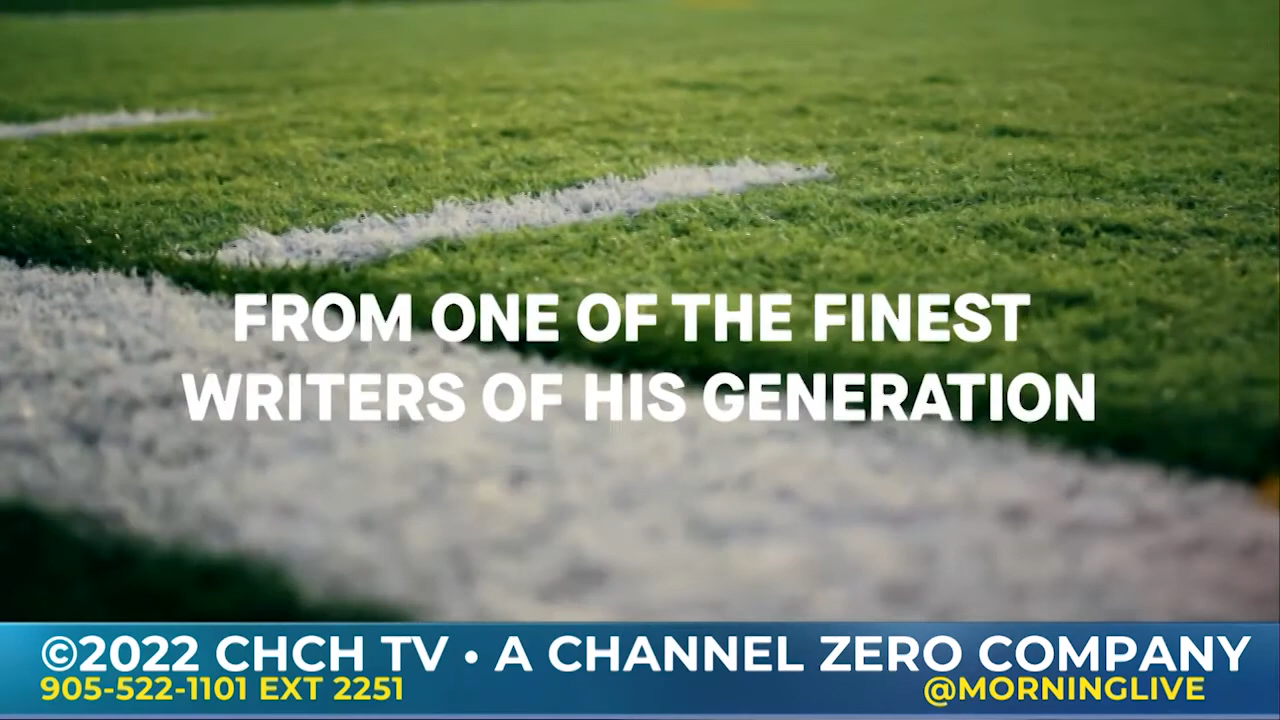 FROM ONE OF THE FINEST
WRITERS OF HIS GENERATION
©2022 CHCH TV • A CHANNEL ZERO COMPANY
905-522-1101 EXT 2251
@MORNINGLIVE